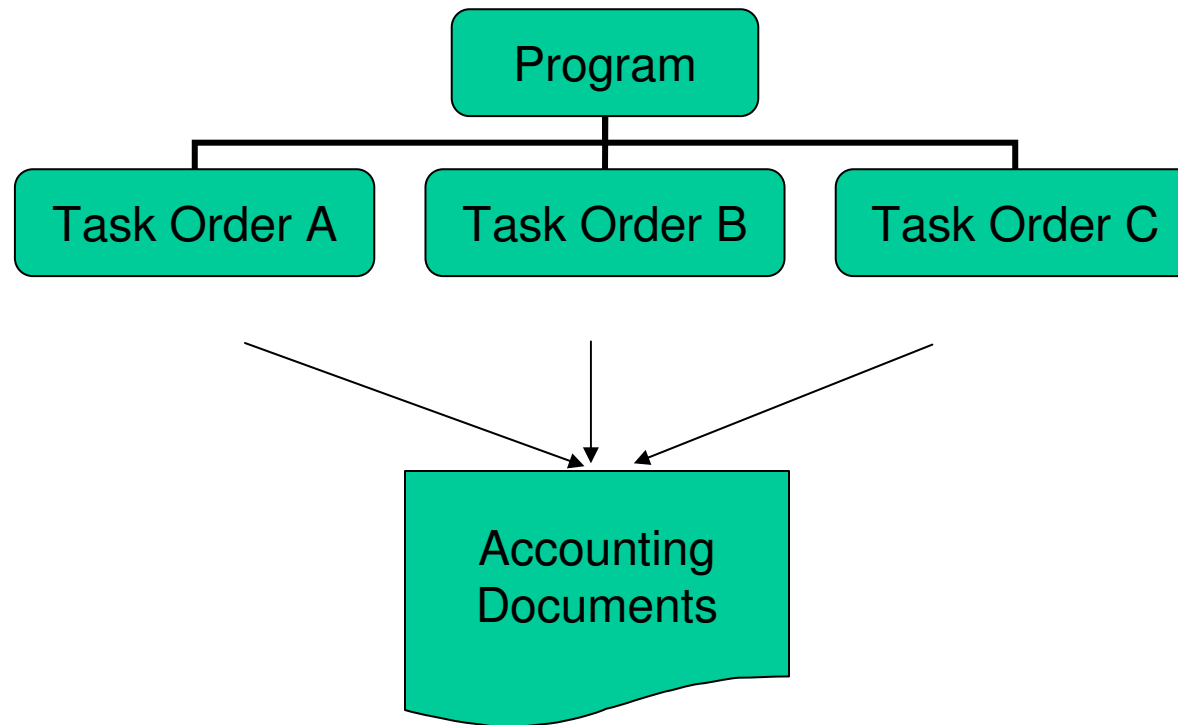 Program
Task Order A
Task Order B
Task Order C
Accounting
Documents